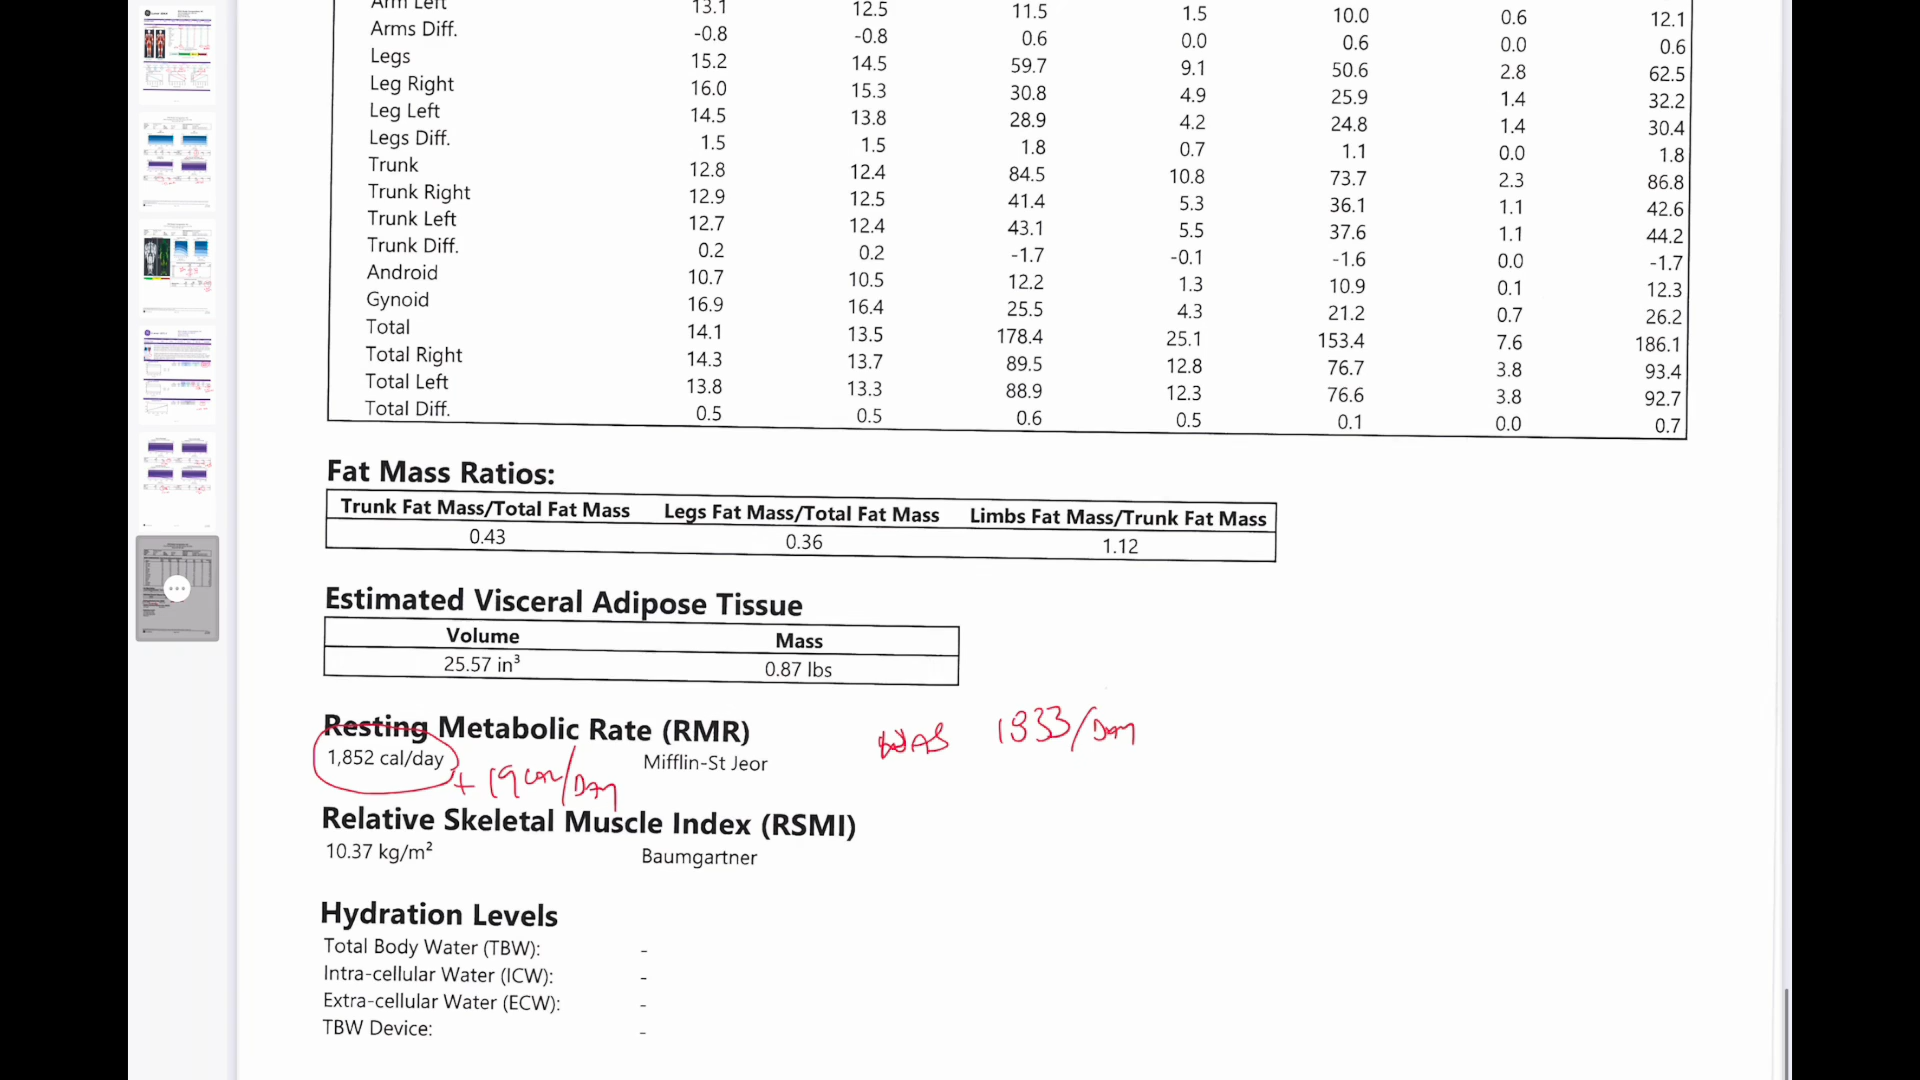 Arm Left 13.1 12.5 11.5 1.5 10.0 0.6 12.1
Arms Diff. -0.8 -0.8 0.6 0.0 0.6 0.0 0.6
Legs 15.2 14.5 59.7 9.1 50.6 2.8 62.5
Leg Right 16.0 15.3 30.8 4.9 25.9 1.4 32.2
Leg Left 14.5 13.8 28.9 4.2 24.8 1.4 30.4
Legs Diff. 1.5 1.5 1.8 0.7 1.1 0.0 1.8
Trunk 12.8 12.4 84.5 10.8 73.7 2.3 86.8
Trunk Right 12.9 12.5 41.4 5.3 36.1 1.1 42.6
Trunk Left 12.7 12.4 43.1 5.5 37.6 1.1 44.2
Trunk Diff. 0.2 0.2 -1.7 -0.1 -1.6 0.0 -1.7
Android 10.7 10.5 12.2 1.3 10.9 0.1 12.3
Gynoid 16.9 16.4 25.5 4.3 21.2 0.7 26.2
Total 14.1 13.5 178.4 25.1 153.4 7.6 186.1
Total Right 14.3 13.7 89.5 12.8 76.7 3.8 93.4
Total Left 13.8 13.3 88.9 12.3 76.6 3.8 92.7
Total Diff. 0.5 0.5 0.6 0.5 0.1 0.0 0.7
Fat Mass Ratios:
Trunk Fat Mass/Total Fat Mass Legs Fat Mass/Total Fat Mass Limbs Fat Mass/Trunk Fat Mass
0.43 0.36 1.12
Estimated Visceral Adipose Tissue
Volume Mass
25.57 in³ 0.87 lbs
Resting Metabolic Rate (RMR) WAS 1833/DAY
1,852 cal/day Mifflin-St Jeor
+ 19 CAL/DAY
Relative Skeletal Muscle Index (RSMI)
10.37 kg/m² Baumgartner
Hydration Levels
Total Body Water (TBW): -
Intra-cellular Water (ICW): -
Extra-cellular Water (ECW): -
TBW Device: -